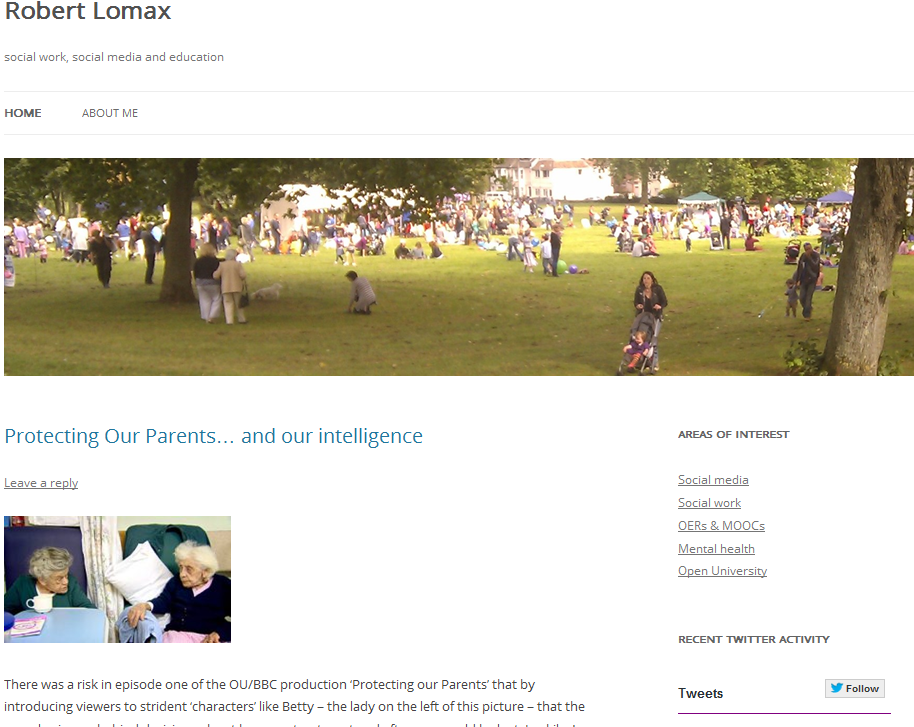 Robert Lomax
social work, social media and education
HOME
ABOUT ME
Protecting Our Parents… and our intelligence
Leave a reply
There was a risk in episode one of the OU/BBC production ‘Protecting our Parents’ that by
introducing viewers to strident ‘characters’ like Betty – the lady on the left of this picture – that the
AREAS OF INTEREST
Social media
Social work
OERs & MOOCs
Mental health
Open University
RECENT TWITTER ACTIVITY
Tweets
Follow